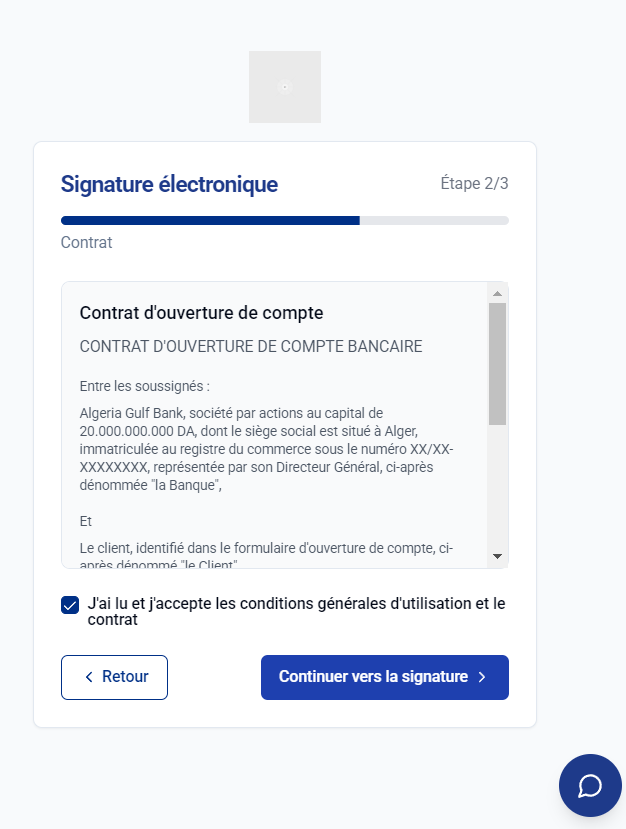 Signature électronique
Étape 2/3
Contrat
Contrat d'ouverture de compte
CONTRAT D'OUVERTURE DE COMPTE BANCAIRE
Entre les soussignés :
Algeria Gulf Bank, société par actions au capital de
20.000.000.000 DA, dont le siège social est situé à Alger,
immatriculée au registre du commerce sous le numéro XX/XX-
XXXXXXXX, représentée par son Directeur Général, ci-après
dénommée "la Banque",
Et
Le client, identifié dans le formulaire d'ouverture de compte, ci-
après dénommé "le Client"
J'ai lu et j'accepte les conditions générales d'utilisation et le
contrat
Retour
Continuer vers la signature